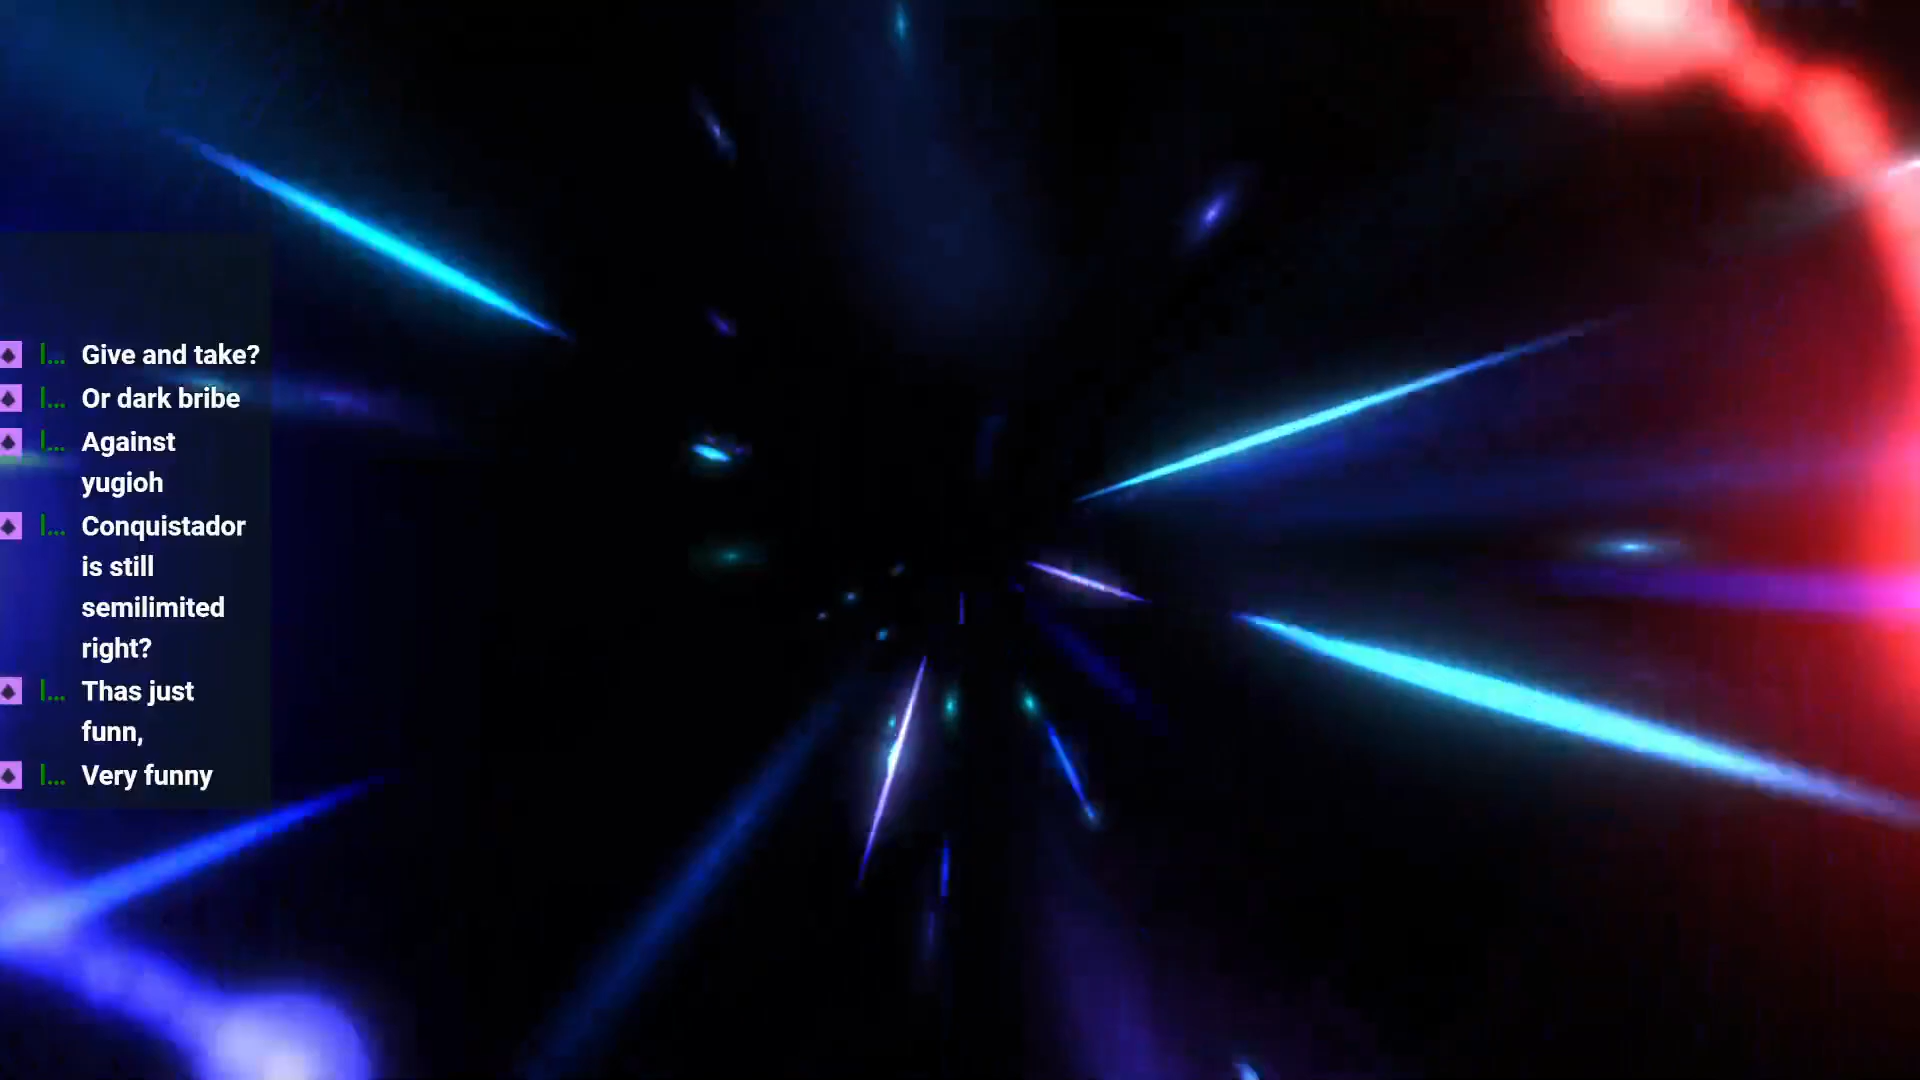 l... Give and take?
l... Or dark bribe
l... Against
yugioh
l... Conquistador
is still
semilimited
right?
l... Thas just
funn,
l... Very funny